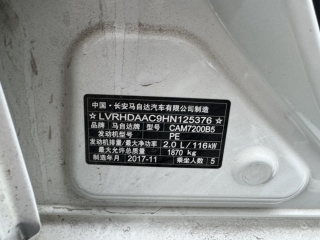 中国·长安马自达汽车有限公司制造
☆LVRHDAAC9HN125376☆
品牌 马自达牌 型号 CAM7200B5
发动机型号 PE
发动机排量/最大净功率 2.0 L/116kW
最大允许总质量 1870 kg
制造年月 2017-11 乘坐人数 5